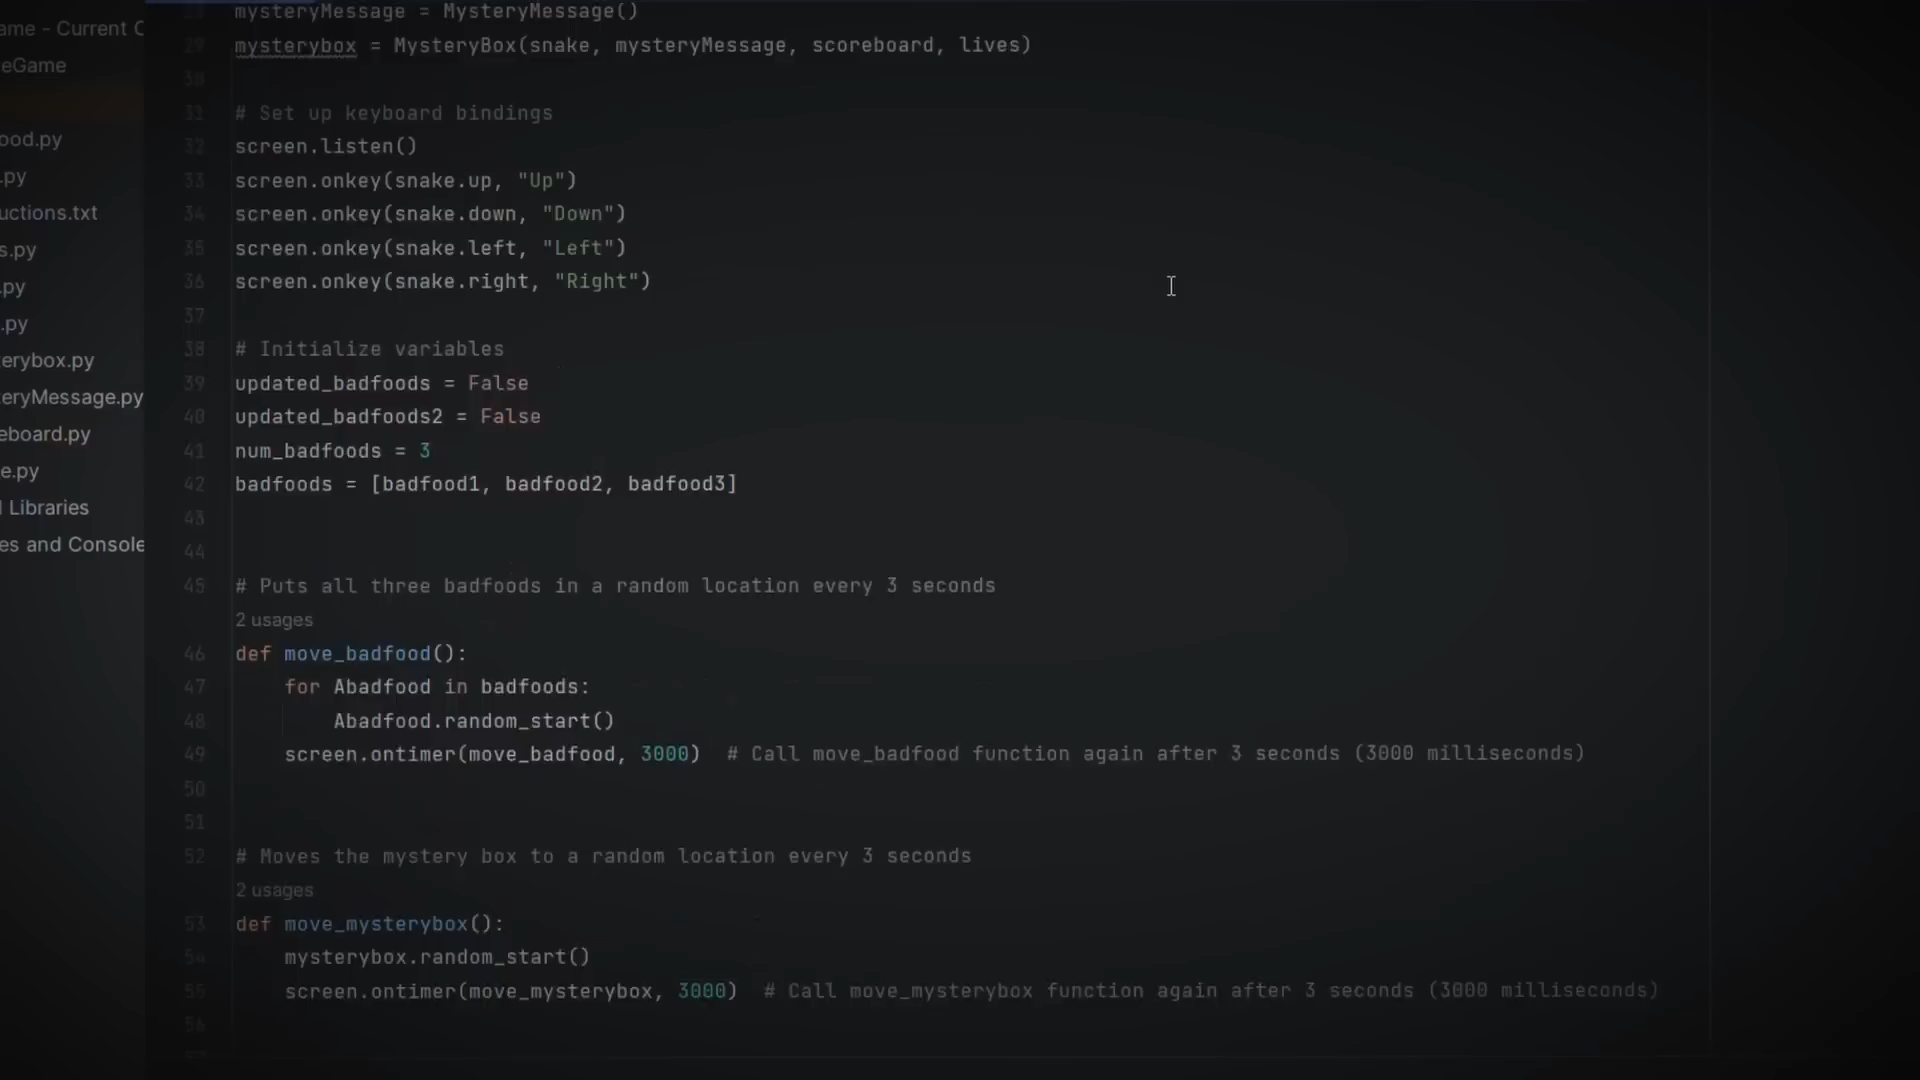 ame - Current C
eGame
ood.py
.py
uctions.txt
s.py
.py
.py
erybox.py
eryMessage.py
eboard.py
e.py
l Libraries
es and Console
mysteryMessage = MysteryMessage()
29 mysterybox = MysteryBox(snake, mysteryMessage, scoreboard, lives)
30
31 # Set up keyboard bindings
32 screen.listen()
33 screen.onkey(snake.up, "Up")
34 screen.onkey(snake.down, "Down")
35 screen.onkey(snake.left, "Left")
36 screen.onkey(snake.right, "Right")
37
38 # Initialize variables
39 updated_badfoods = False
40 updated_badfoods2 = False
41 num_badfoods = 3
42 badfoods = [badfood1, badfood2, badfood3]
43
44
45 # Puts all three badfoods in a random location every 3 seconds
2 usages
46 def move_badfood():
47 for Abadfood in badfoods:
48 Abadfood.random_start()
49 screen.ontimer(move_badfood, 3000) # Call move_badfood function again after 3 seconds (3000 milliseconds)
50
51
52 # Moves the mystery box to a random location every 3 seconds
2 usages
53 def move_mysterybox():
54 mysterybox.random_start()
55 screen.ontimer(move_mysterybox, 3000) # Call move_mysterybox function again after 3 seconds (3000 milliseconds)
56